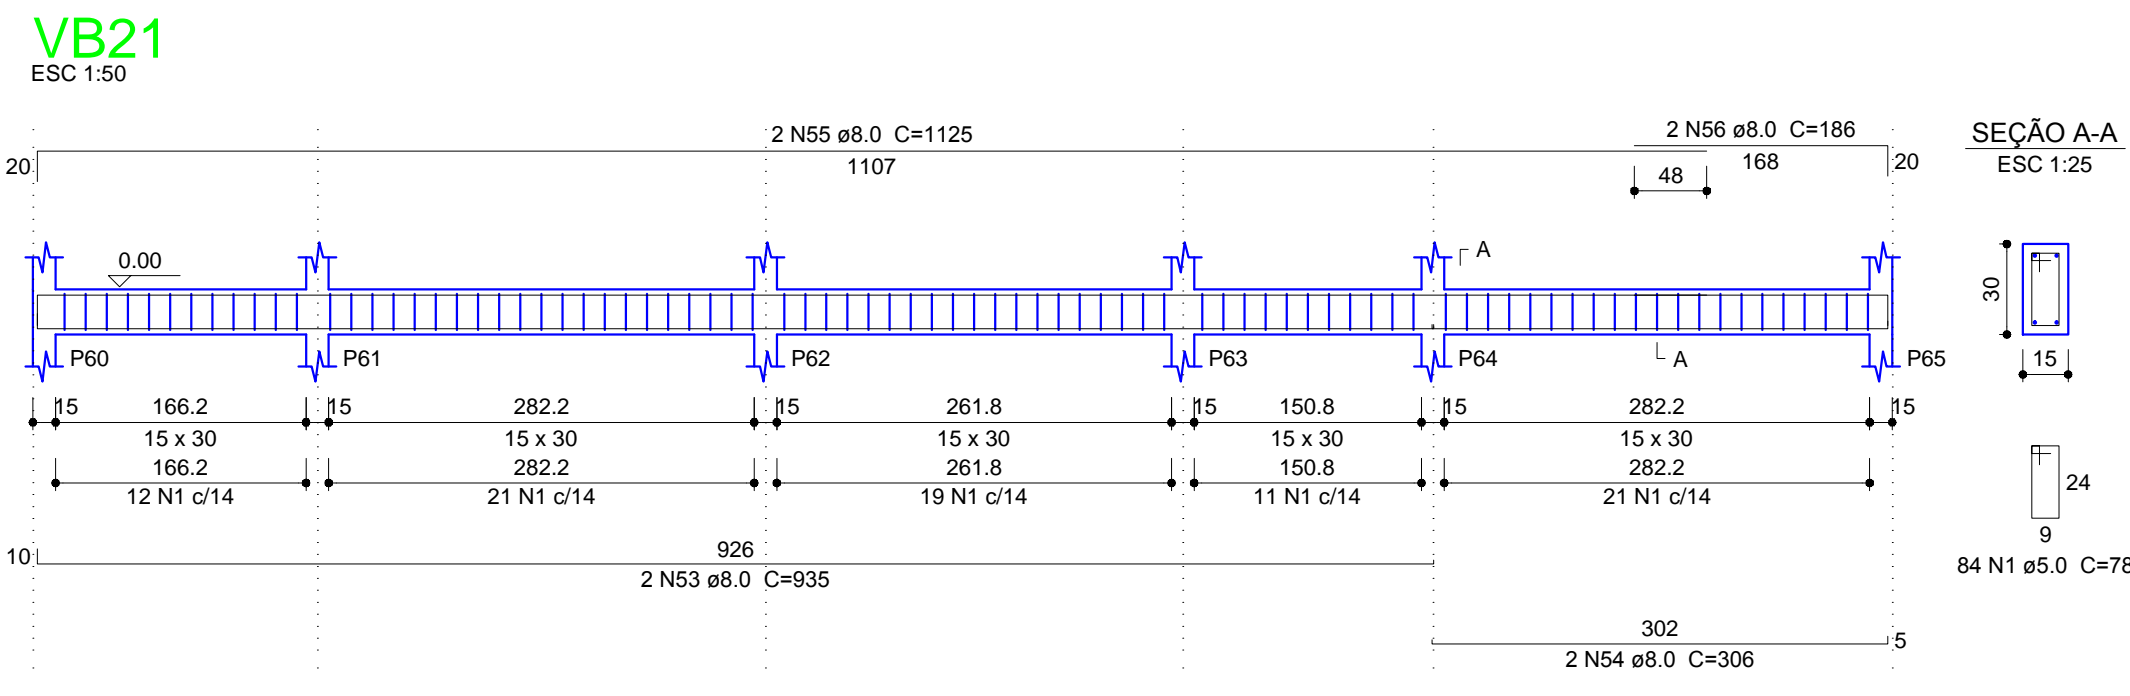 VB21
ESC 1:50
2 N55 ø8.0 C=1125
2 N56 ø8.0 C=186
SEÇÃO A-A
20
1107
168
20
ESC 1:25
48
0.00
A
30
P60
P61
P62
P63
P64
A
P65
15
15
166.2
15
282.2
15
261.8
15
150.8
15
282.2
15
15 x 30
15 x 30
15 x 30
15 x 30
15 x 30
166.2
282.2
261.8
150.8
282.2
12 N1 c/14
21 N1 c/14
19 N1 c/14
11 N1 c/14
21 N1 c/14
24
9
10
926
2 N53 ø8.0 C=935
84 N1 ø5.0 C=78
302
5
2 N54 ø8.0 C=306